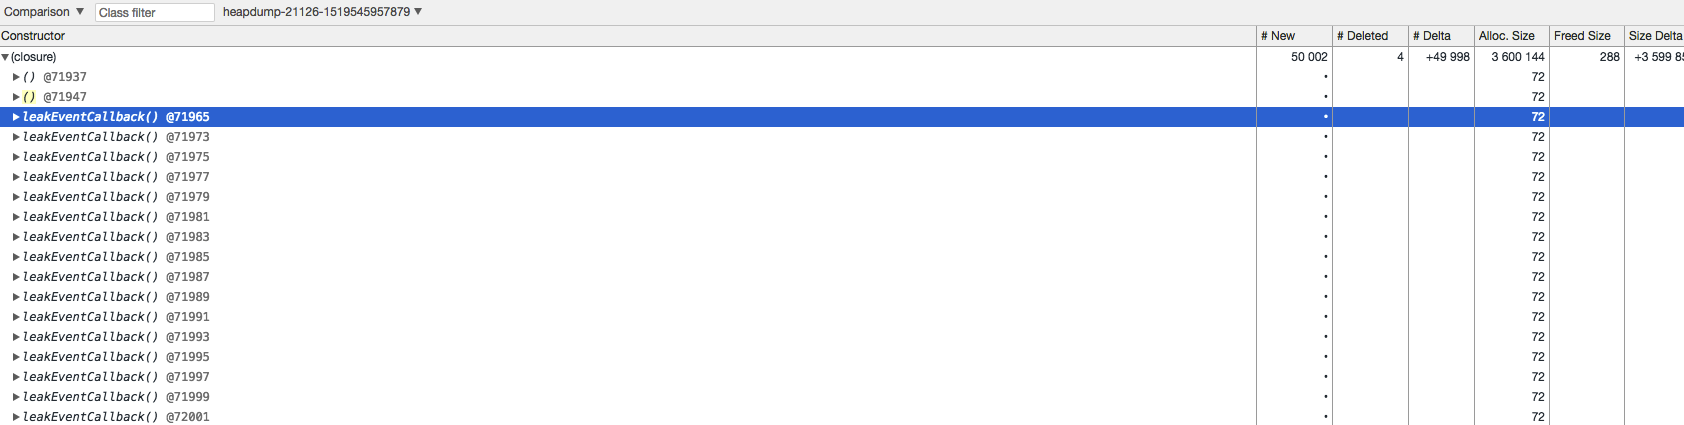 Comparison ▼ Class filter heapdump-21126-1519545957879 ▼
Constructor # New # Deleted # Delta Alloc. Size Freed Size Size Delta
▼(closure) 50 002 4 +49 998 3 600 144 288 +3 599 85
▶() @71937 • 72
▶() @71947 • 72
▶leakEventCallback() @71965 • 72
▶leakEventCallback() @71973 • 72
▶leakEventCallback() @71975 • 72
▶leakEventCallback() @71977 • 72
▶leakEventCallback() @71979 • 72
▶leakEventCallback() @71981 • 72
▶leakEventCallback() @71983 • 72
▶leakEventCallback() @71985 • 72
▶leakEventCallback() @71987 • 72
▶leakEventCallback() @71989 • 72
▶leakEventCallback() @71991 • 72
▶leakEventCallback() @71993 • 72
▶leakEventCallback() @71995 • 72
▶leakEventCallback() @71997 • 72
▶leakEventCallback() @71999 • 72
▶leakEventCallback() @72001 • 72